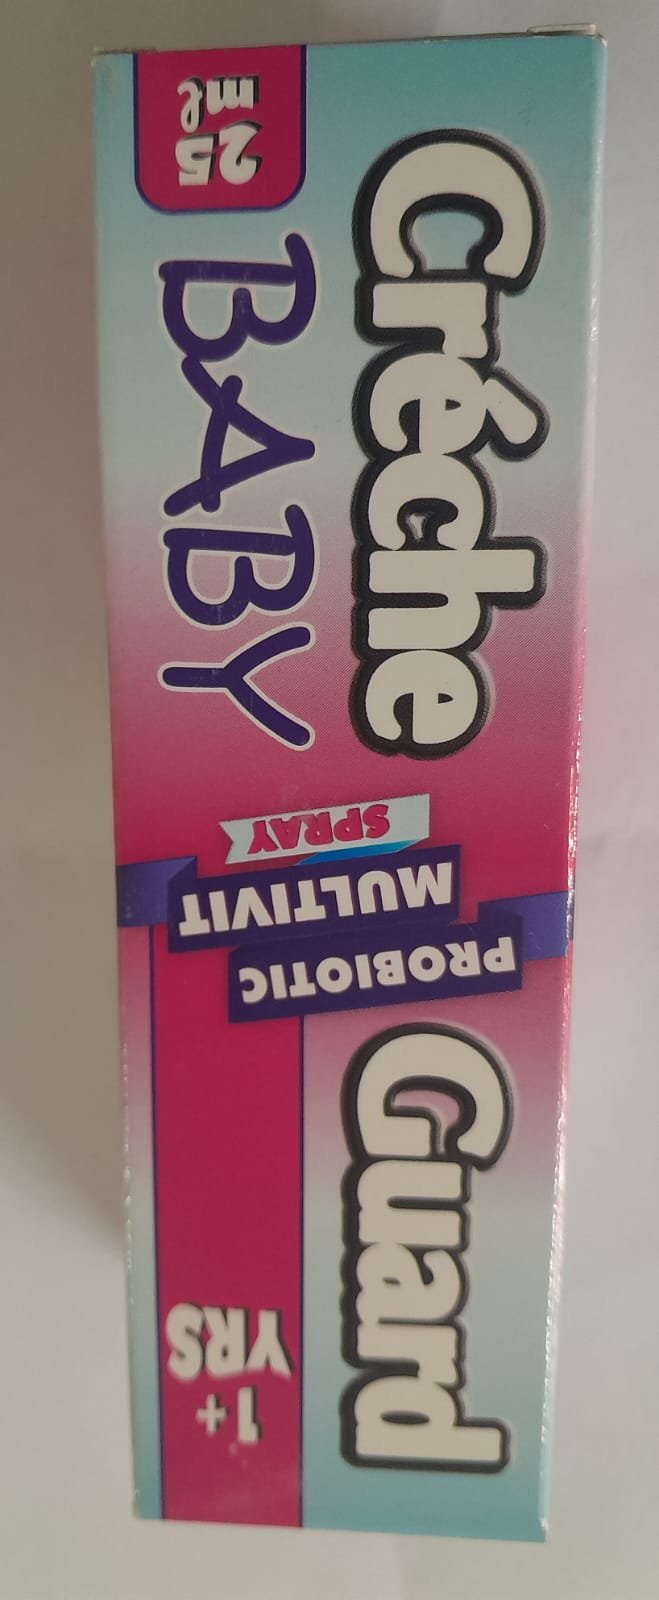 Créche Guard
BABY
PROBIOTIC
MULTIVIT
SPRAY
25
ml
1+
YRS